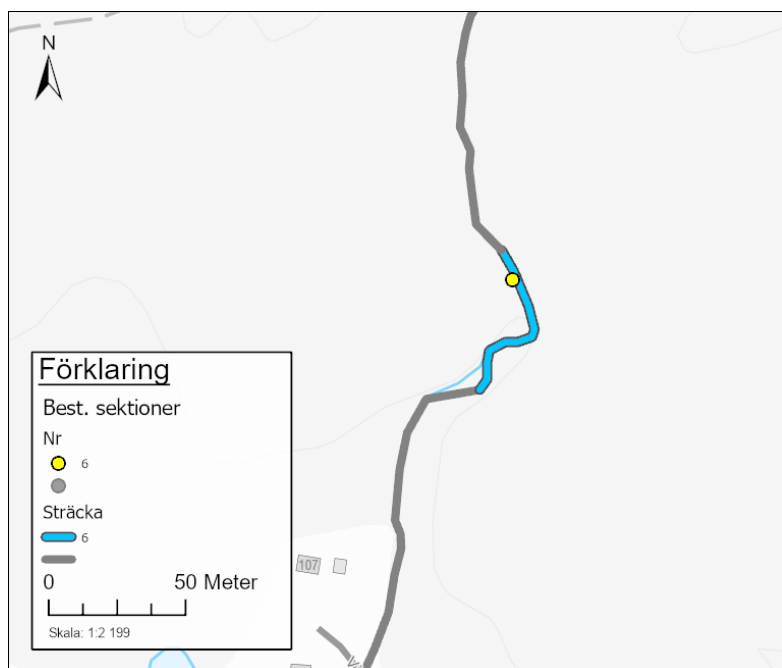 N
Förklaring
Best. sektioner
Nr
6
Sträcka
6
0 50 Meter
Skala: 1:2 199
107